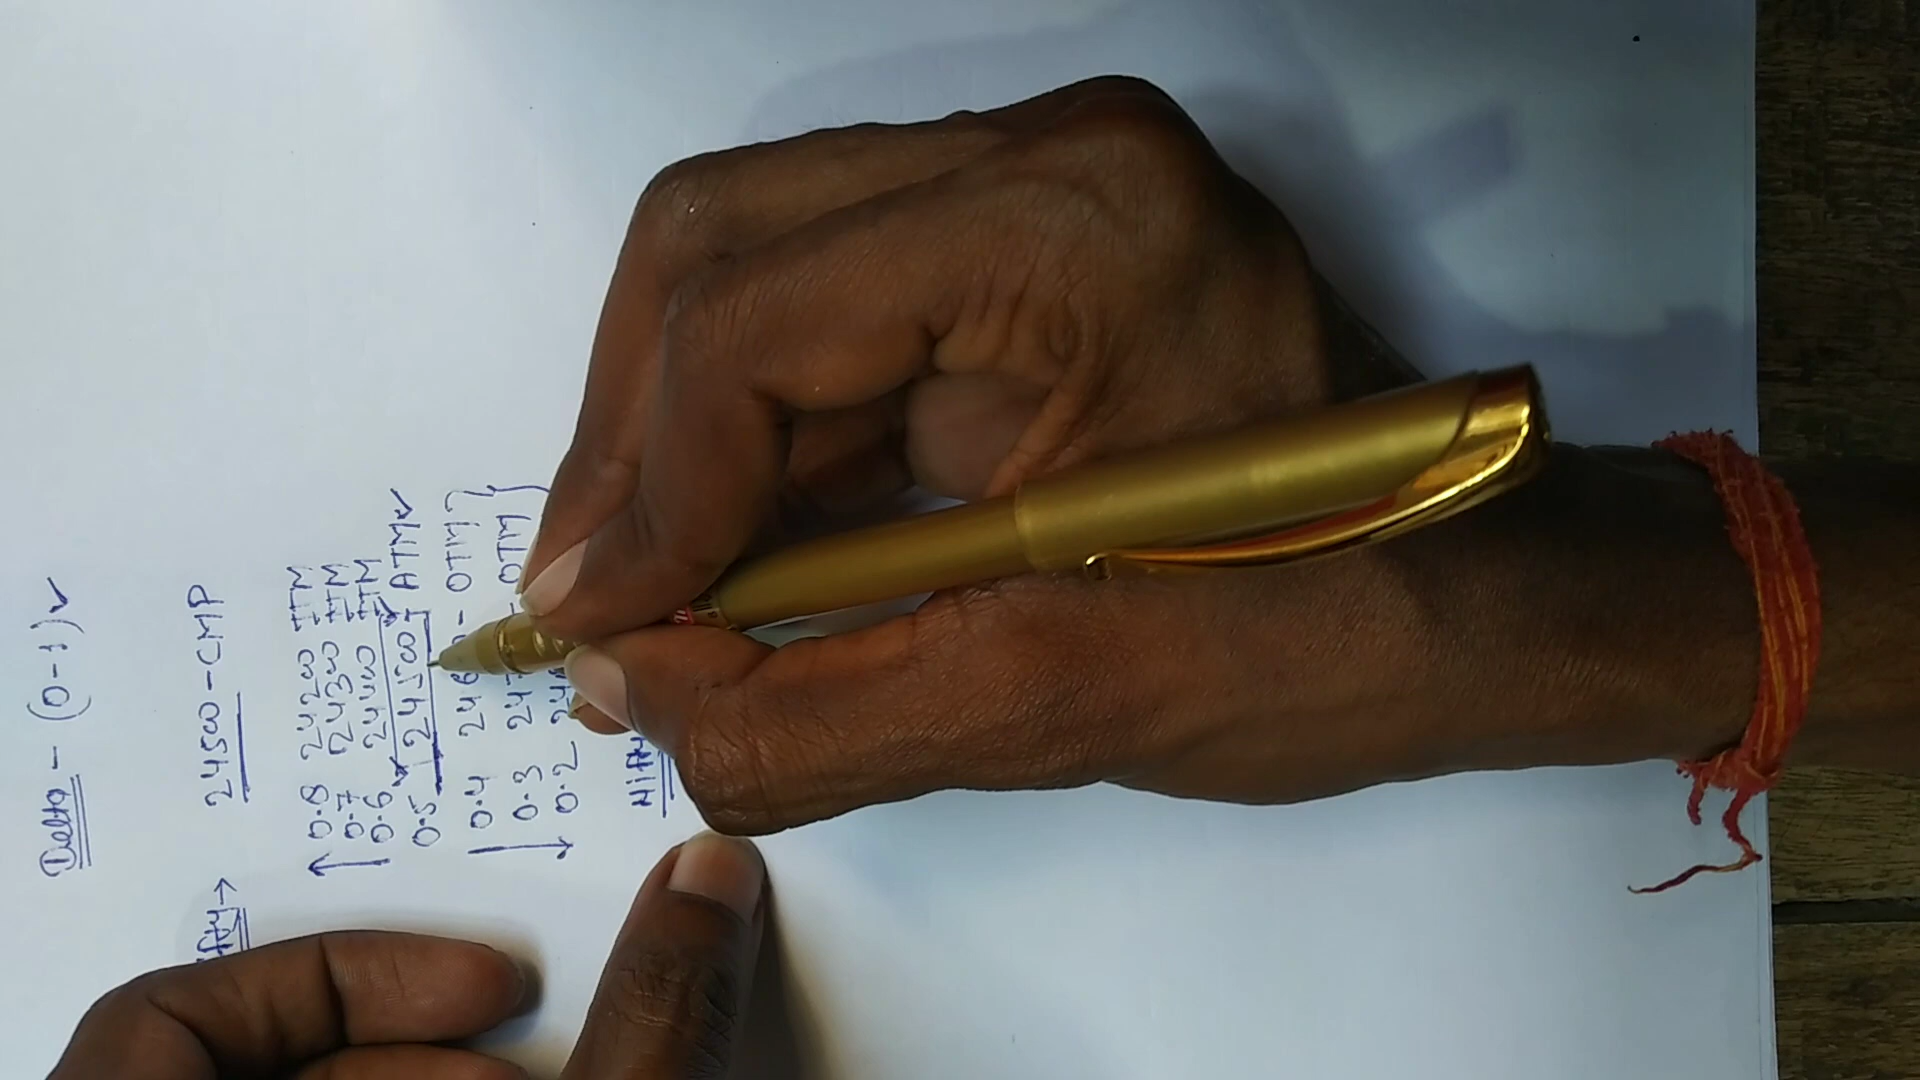 Delta - (0-1) ✓
24500-CMP
↑ 0.8 24200 ITM
0.7 24300 ITM
0.6 24400 ITM
0.5 24500 ATM ✓
0.4 - OTM
0.3 - OTM
↓ 0.2